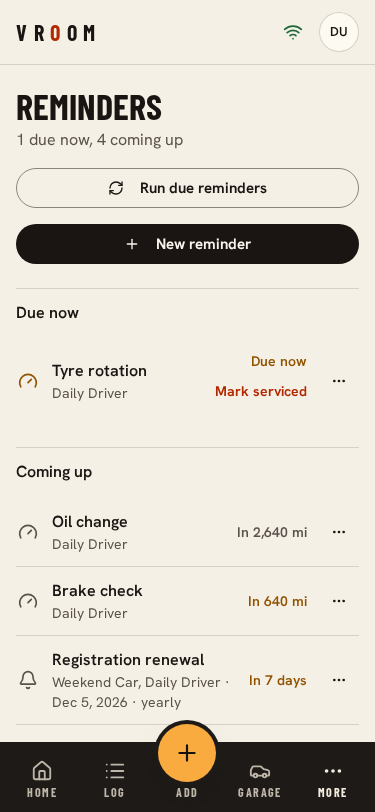 VROOM
DU
REMINDERS
1 due now, 4 coming up
Run due reminders
New reminder
Due now
Tyre rotation
Daily Driver
Due now
Mark serviced
Coming up
Oil change
Daily Driver
In 2,640 mi
Brake check
Daily Driver
In 640 mi
Registration renewal
Weekend Car, Daily Driver ·
Dec 5, 2026 · yearly
In 7 days
HOME
LOG
ADD
GARAGE
MORE